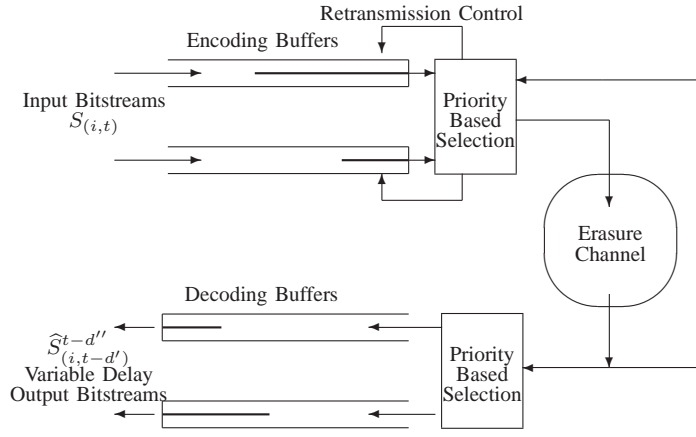 Retransmission Control
Encoding Buffers
Input Bitstreams
S_{(i,t)}
Priority
Based
Selection
Erasure
Channel
Decoding Buffers
\widehat{S}_{(i,t-d')}^{t-d''}
Variable Delay
Output Bitstreams
Priority
Based
Selection